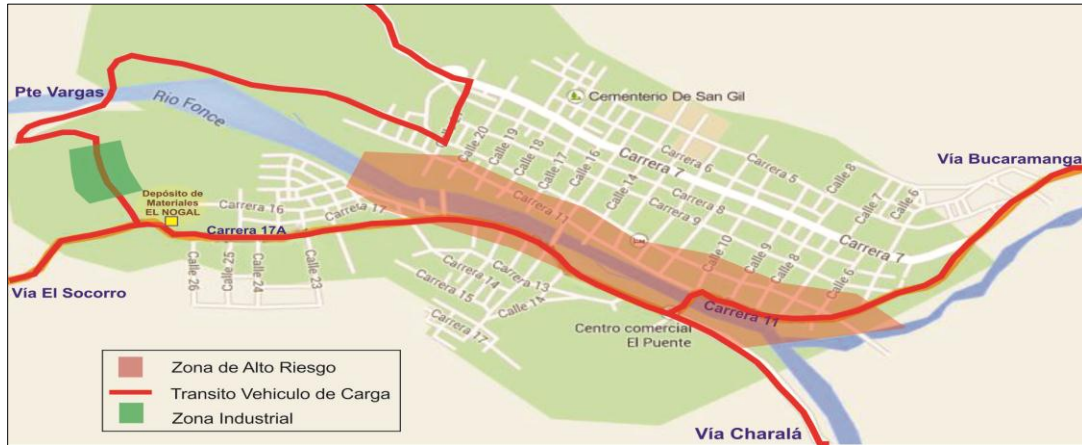 Pte Vargas
Rio Fonce
Cementerio De San Gil
Calle 20
Calle 19
Calle 18
Calle 17
Calle 16
Calle 14
Carrera 7
Carrera 6
Carrera 5
Calle 8
Calle 7
Calle 6
Vía Bucaramanga
Carrera 8
Carrera 9
Carrera 7
Carrera 11
Calle 10
Calle 9
Calle 8
Calle 6
Depósito de
Materiales
EL NOGAL
Carrera 16
Carrera 17
Carrera 17A
Calle 26
Calle 25
Calle 24
Calle 23
Carrera 14
Carrera 13
Carrera 15
Calle 14
Carrera 17
Vía El Socorro
Centro comercial
El Puente
Carrera 11
Vía Charalá
Zona de Alto Riesgo
Transito Vehiculo de Carga
Zona Industrial